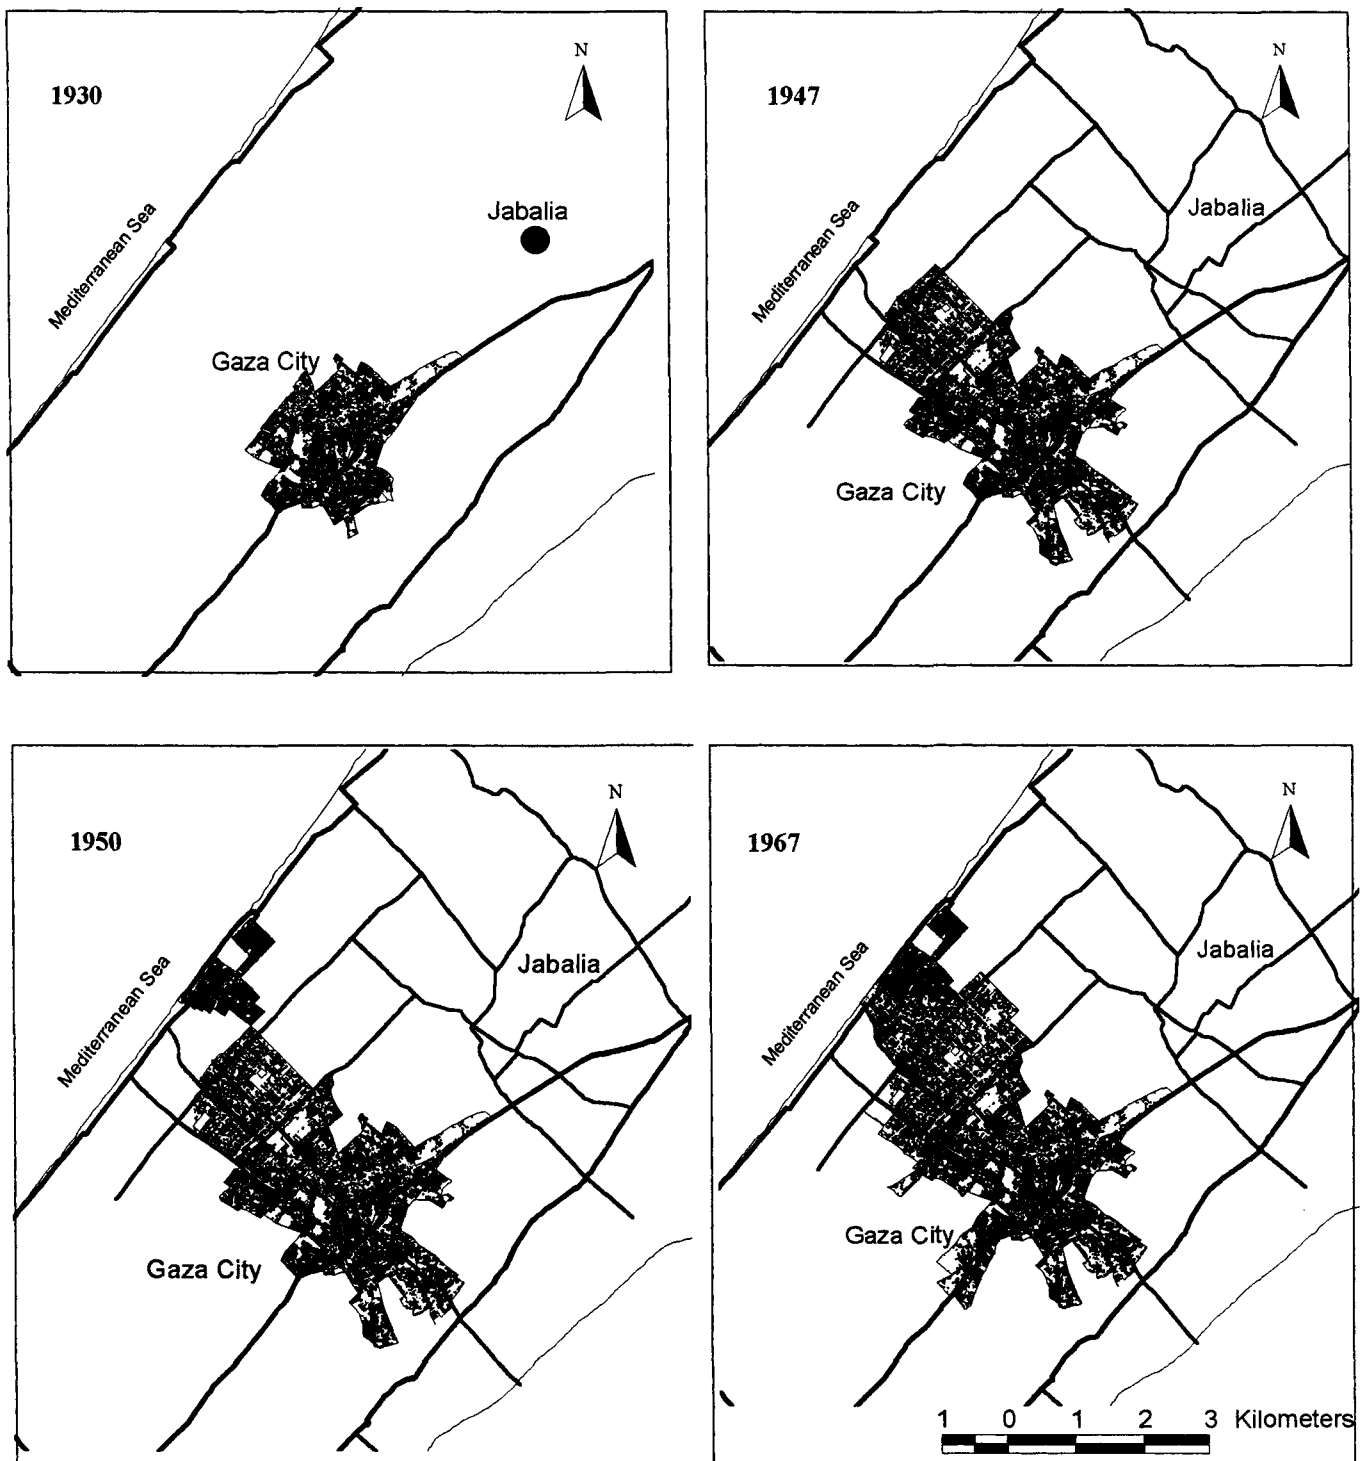 N
1930
Jabalia
Mediterranean Sea
Gaza City
N
1947
Jabalia
Mediterranean Sea
Gaza City
N
1950
Jabalia
Mediterranean Sea
Gaza City
N
1967
Jabalia
Mediterranean Sea
Gaza City
1 0 1 2 3 Kilometers